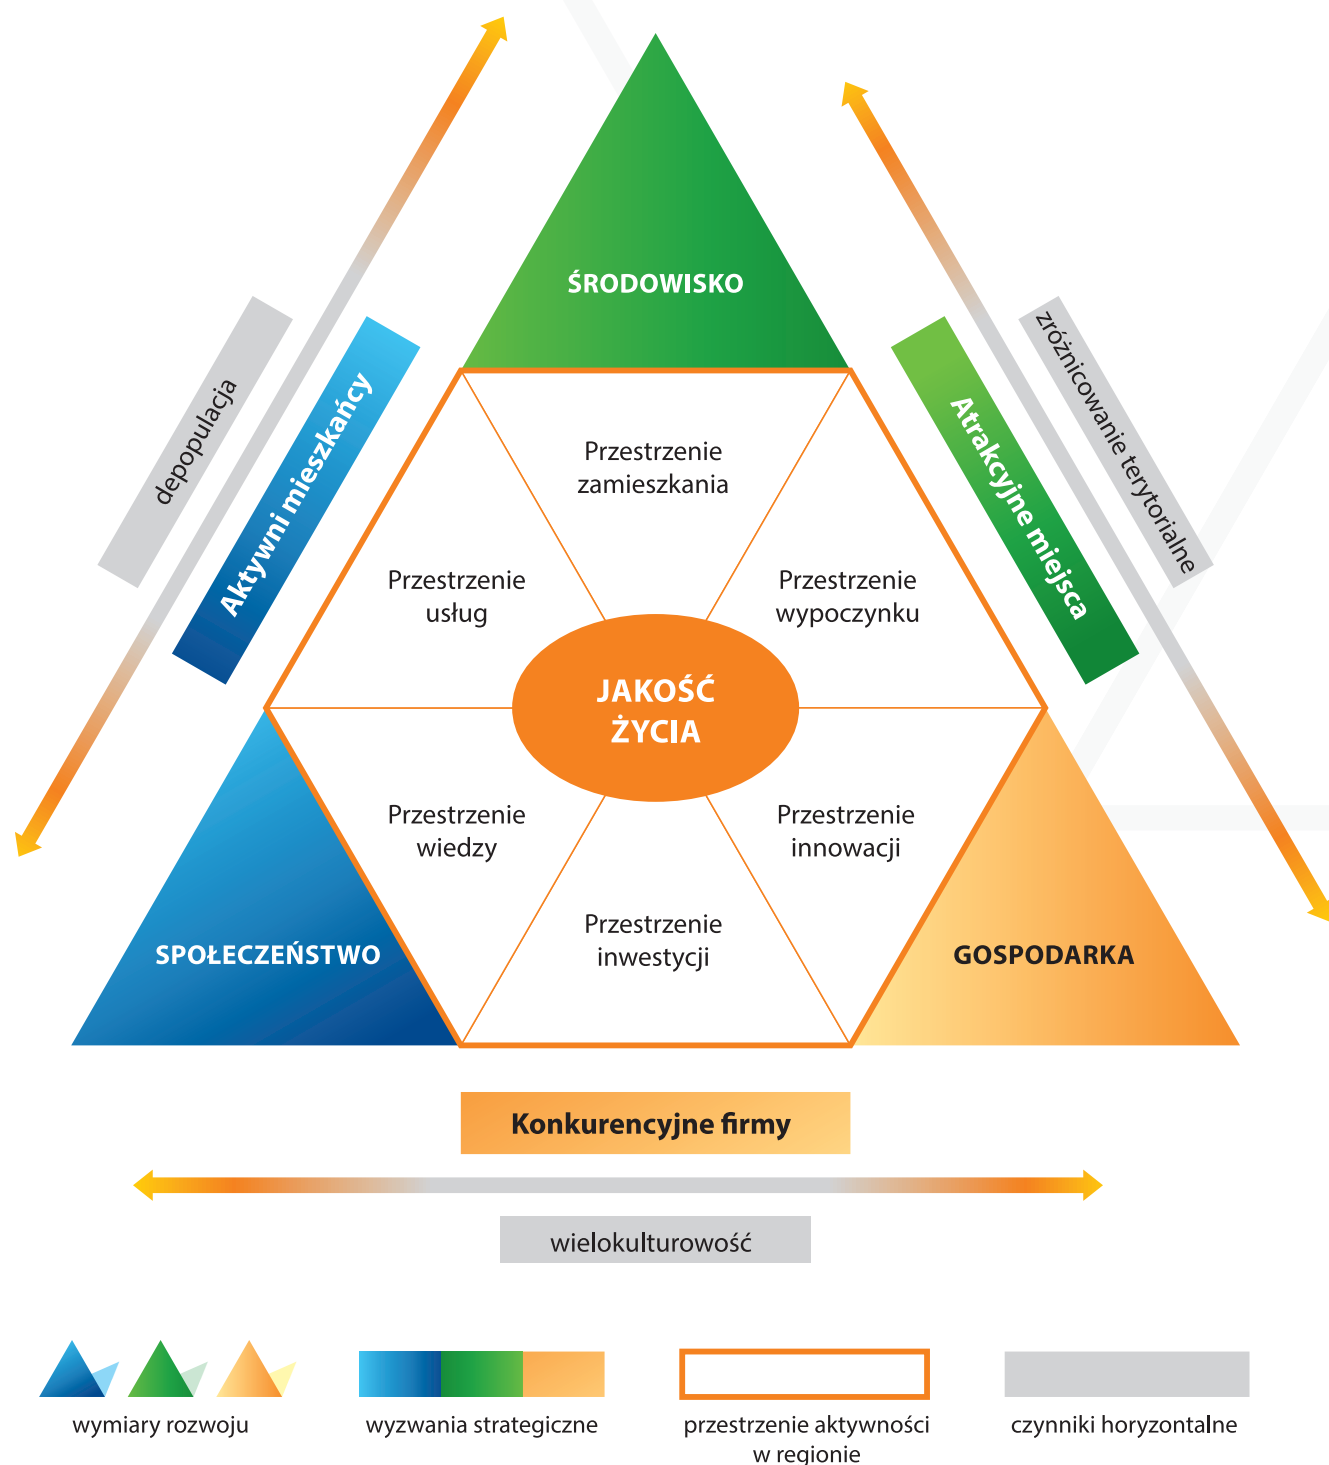 ŚRODOWISKO
depopulacja
Aktywni mieszkańcy
Atrakcyjne miejsca
zróżnicowanie terytorialne
Przestrzenie
zamieszkania
Przestrzenie
usług
Przestrzenie
wypoczynku
JAKOŚĆ
ŻYCIA
Przestrzenie
wiedzy
Przestrzenie
innowacji
Przestrzenie
inwestycji
SPOŁECZEŃSTWO
GOSPODARKA
Konkurencyjne firmy
wielokulturowość
wymiary rozwoju
wyzwania strategiczne
przestrzenie aktywności
w regionie
czynniki horyzontalne